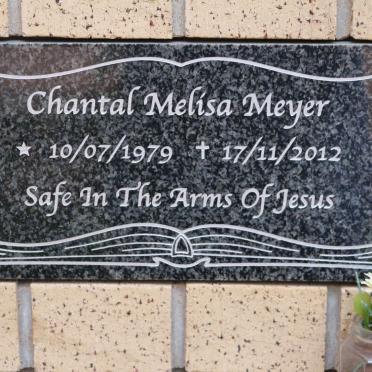 Chantal Melisa Meyer
★ 10/07/1979 ✝ 17/11/2012
Safe In The Arms Of Jesus